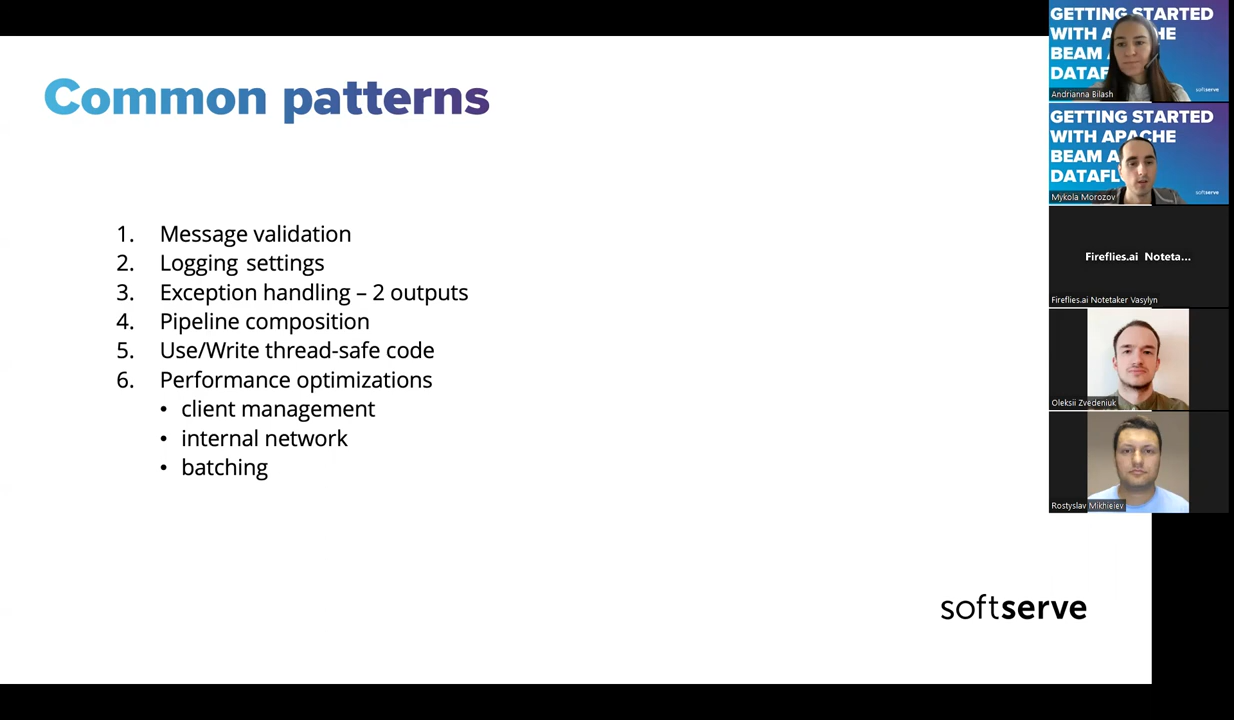 Common patterns
1. Message validation
2. Logging settings
3. Exception handling – 2 outputs
4. Pipeline composition
5. Use/Write thread-safe code
6. Performance optimizations
• client management
• internal network
• batching
softserve
GETTING STARTED
WITH A HE
BEAM A
DATAF
softserve
Andrianna Bilash
GETTING STARTED
WITH APACHE
BEAM A
DATAFL
softserve
Mykola Morozov
Fireflies.ai Noteta...
Fireflies.ai Notetaker Vasylyn
Oleksii Zvedeniuk
Rostyslav Mikhieiev